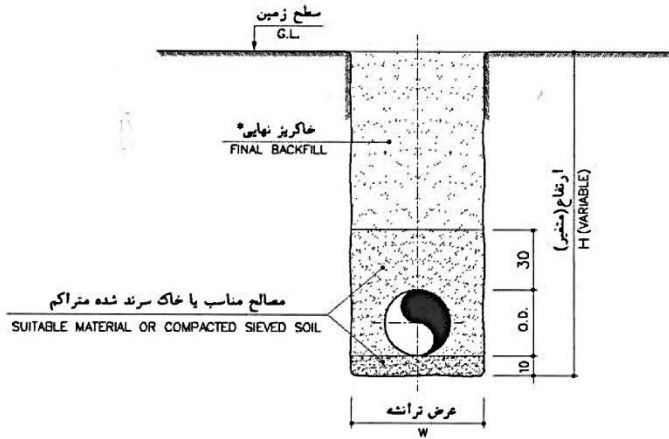 سطح زمین
G.L.
خاکریز نهایی*
FINAL BACKFILL
ارتفاع (متغیر)
H (VARIABLE)
30
مصالح مناسب یا خاک سرند شده متراکم
SUITABLE MATERIAL OR COMPACTED SIEVED SOIL
O.D.
10
عرض ترانشه
W